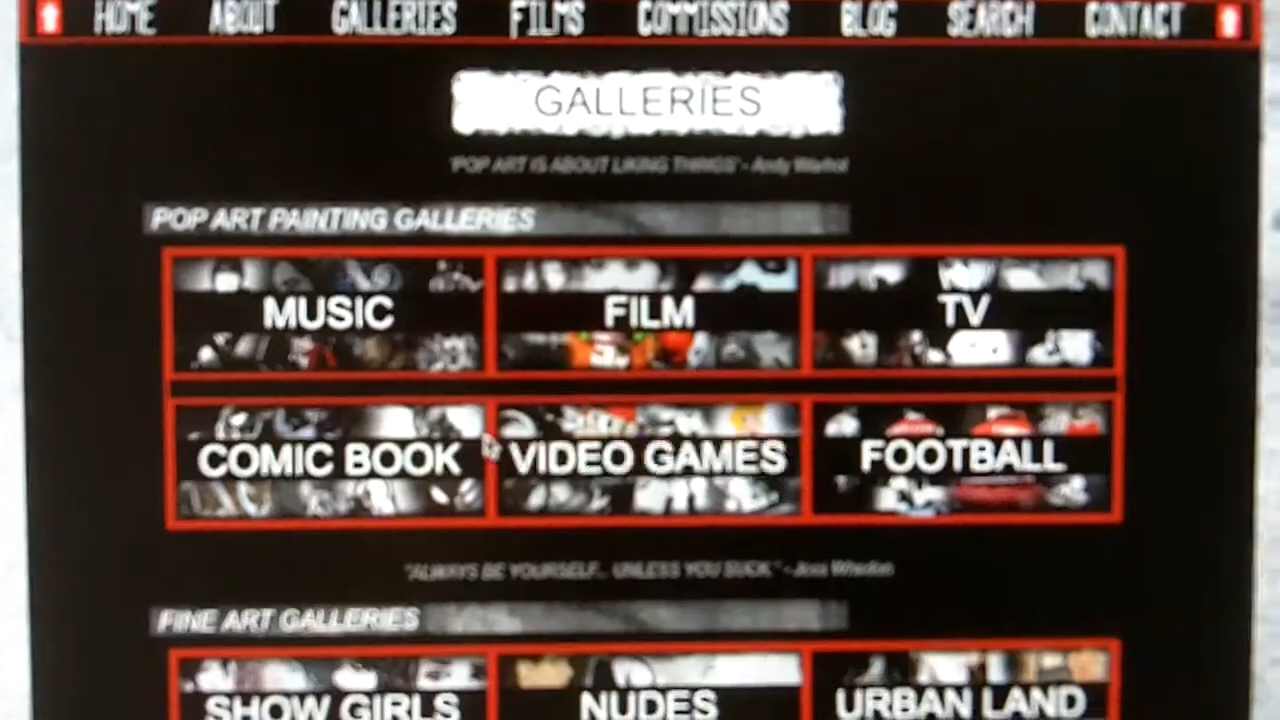 HOME ABOUT GALLERIES FILMS COMMISSIONS BLOG SEARCH CONTACT
GALLERIES
'POP ART IS ABOUT LIKING THINGS' - Andy Warhol
POP ART PAINTING GALLERIES
MUSIC FILM TV
COMIC BOOK VIDEO GAMES FOOTBALL
"ALWAYS BE YOURSELF... UNLESS YOU SUCK." - Joss Whedon
FINE ART GALLERIES
SHOW GIRLS NUDES URBAN LAND